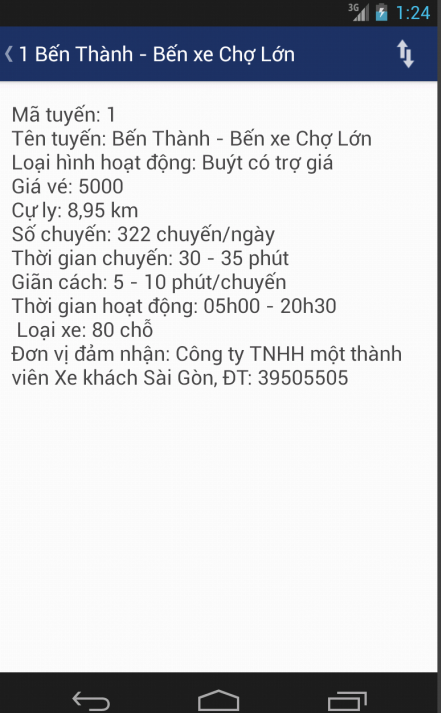 3G 1:24
1 Bến Thành - Bến xe Chợ Lớn
Mã tuyến: 1
Tên tuyến: Bến Thành - Bến xe Chợ Lớn
Loại hình hoạt động: Buýt có trợ giá
Giá vé: 5000
Cự ly: 8,95 km
Số chuyến: 322 chuyến/ngày
Thời gian chuyến: 30 - 35 phút
Giãn cách: 5 - 10 phút/chuyến
Thời gian hoạt động: 05h00 - 20h30
Loại xe: 80 chỗ
Đơn vị đảm nhận: Công ty TNHH một thành
viên Xe khách Sài Gòn, ĐT: 39505505